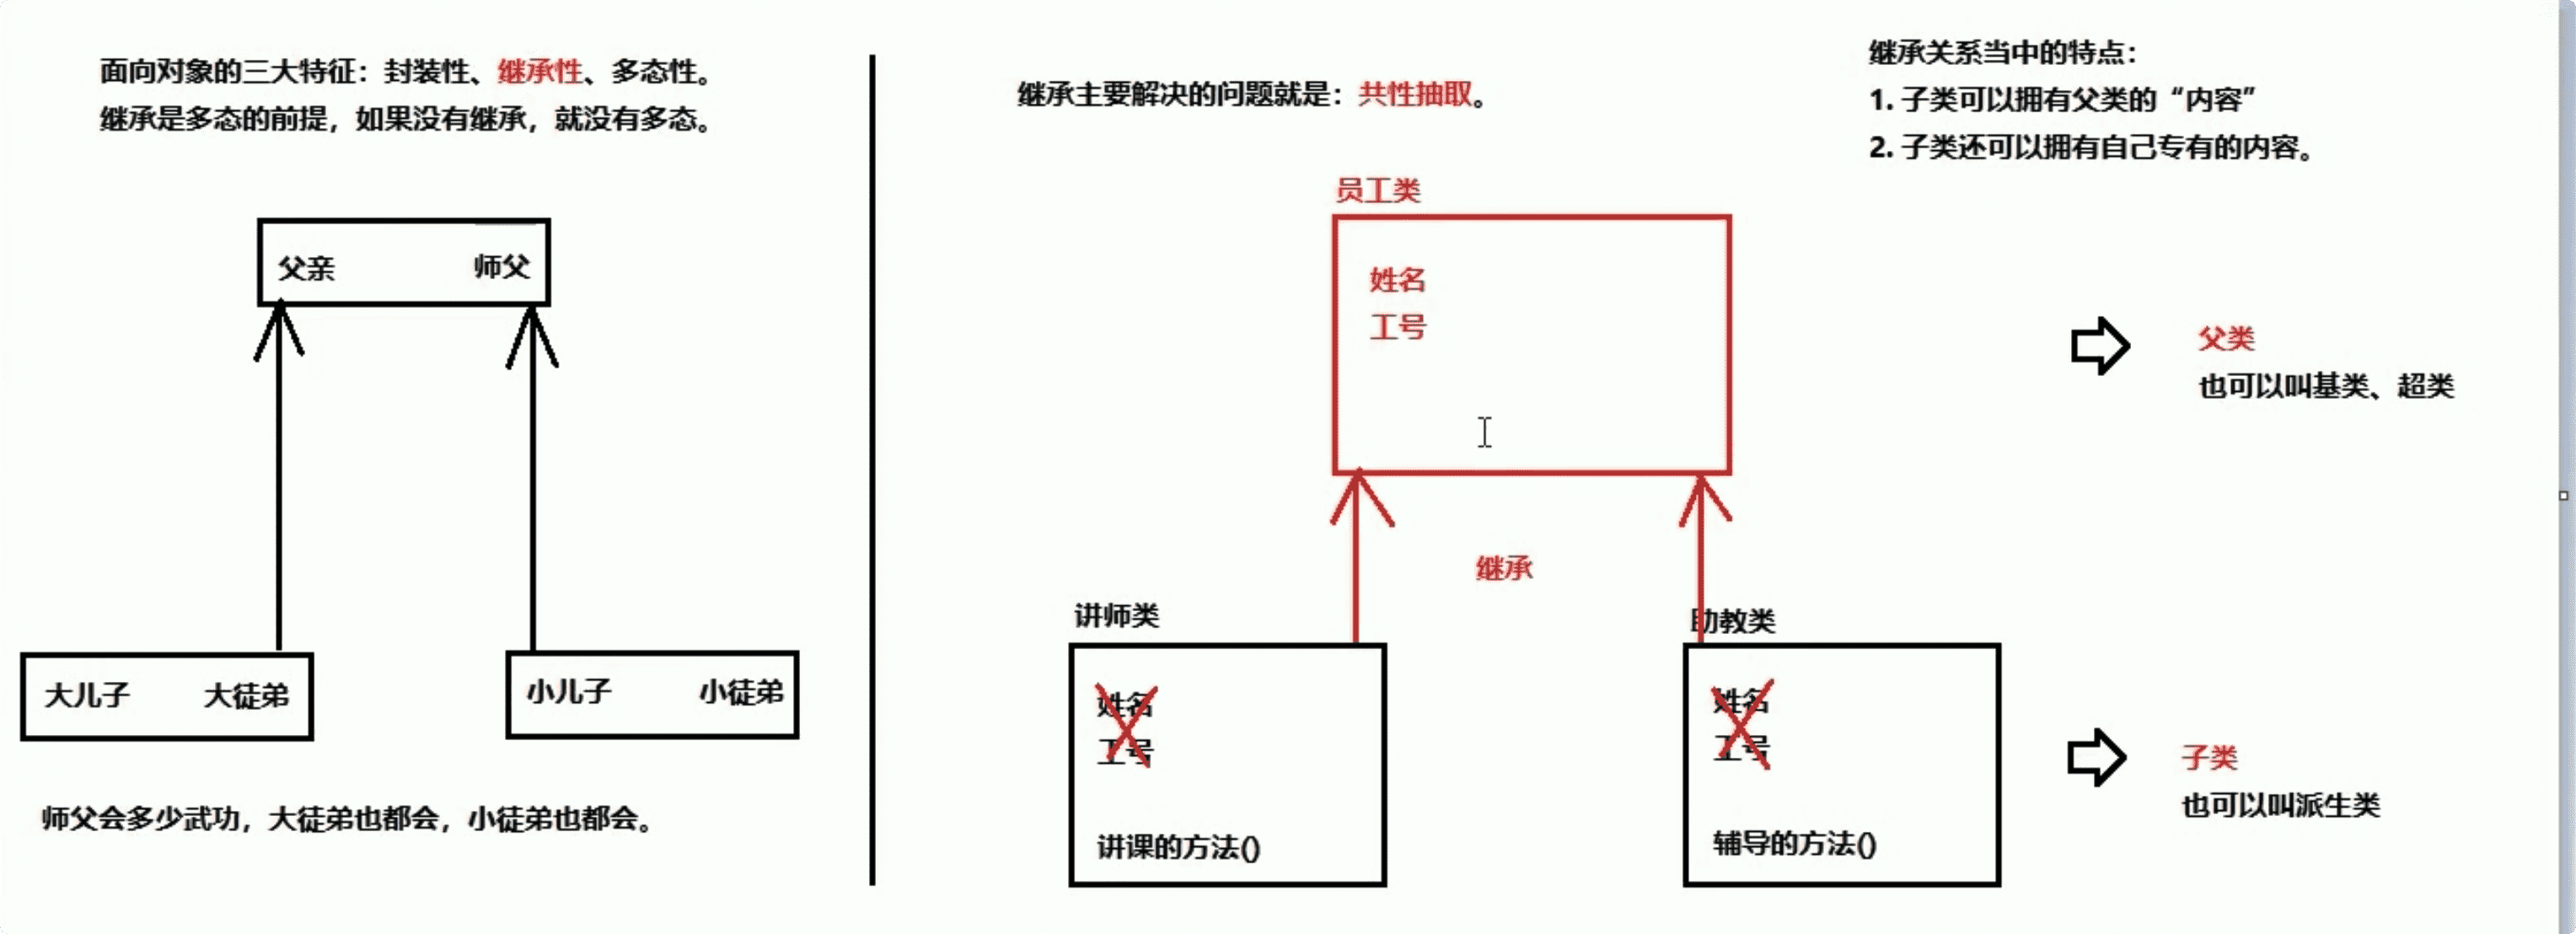 面向对象的三大特征：封装性、继承性、多态性。
继承是多态的前提，如果没有继承，就没有多态。
父亲 师父
大儿子 大徒弟
小儿子 小徒弟
师父会多少武功，大徒弟也都会，小徒弟也都会。
继承主要解决的问题就是：共性抽取。
继承关系当中的特点：
1. 子类可以拥有父类的“内容”
2. 子类还可以拥有自己专有的内容。
员工类
姓名
工号
父类
也可以叫基类、超类
继承
讲师类
姓名
工号
讲课的方法()
助教类
姓名
工号
辅导的方法()
子类
也可以叫派生类